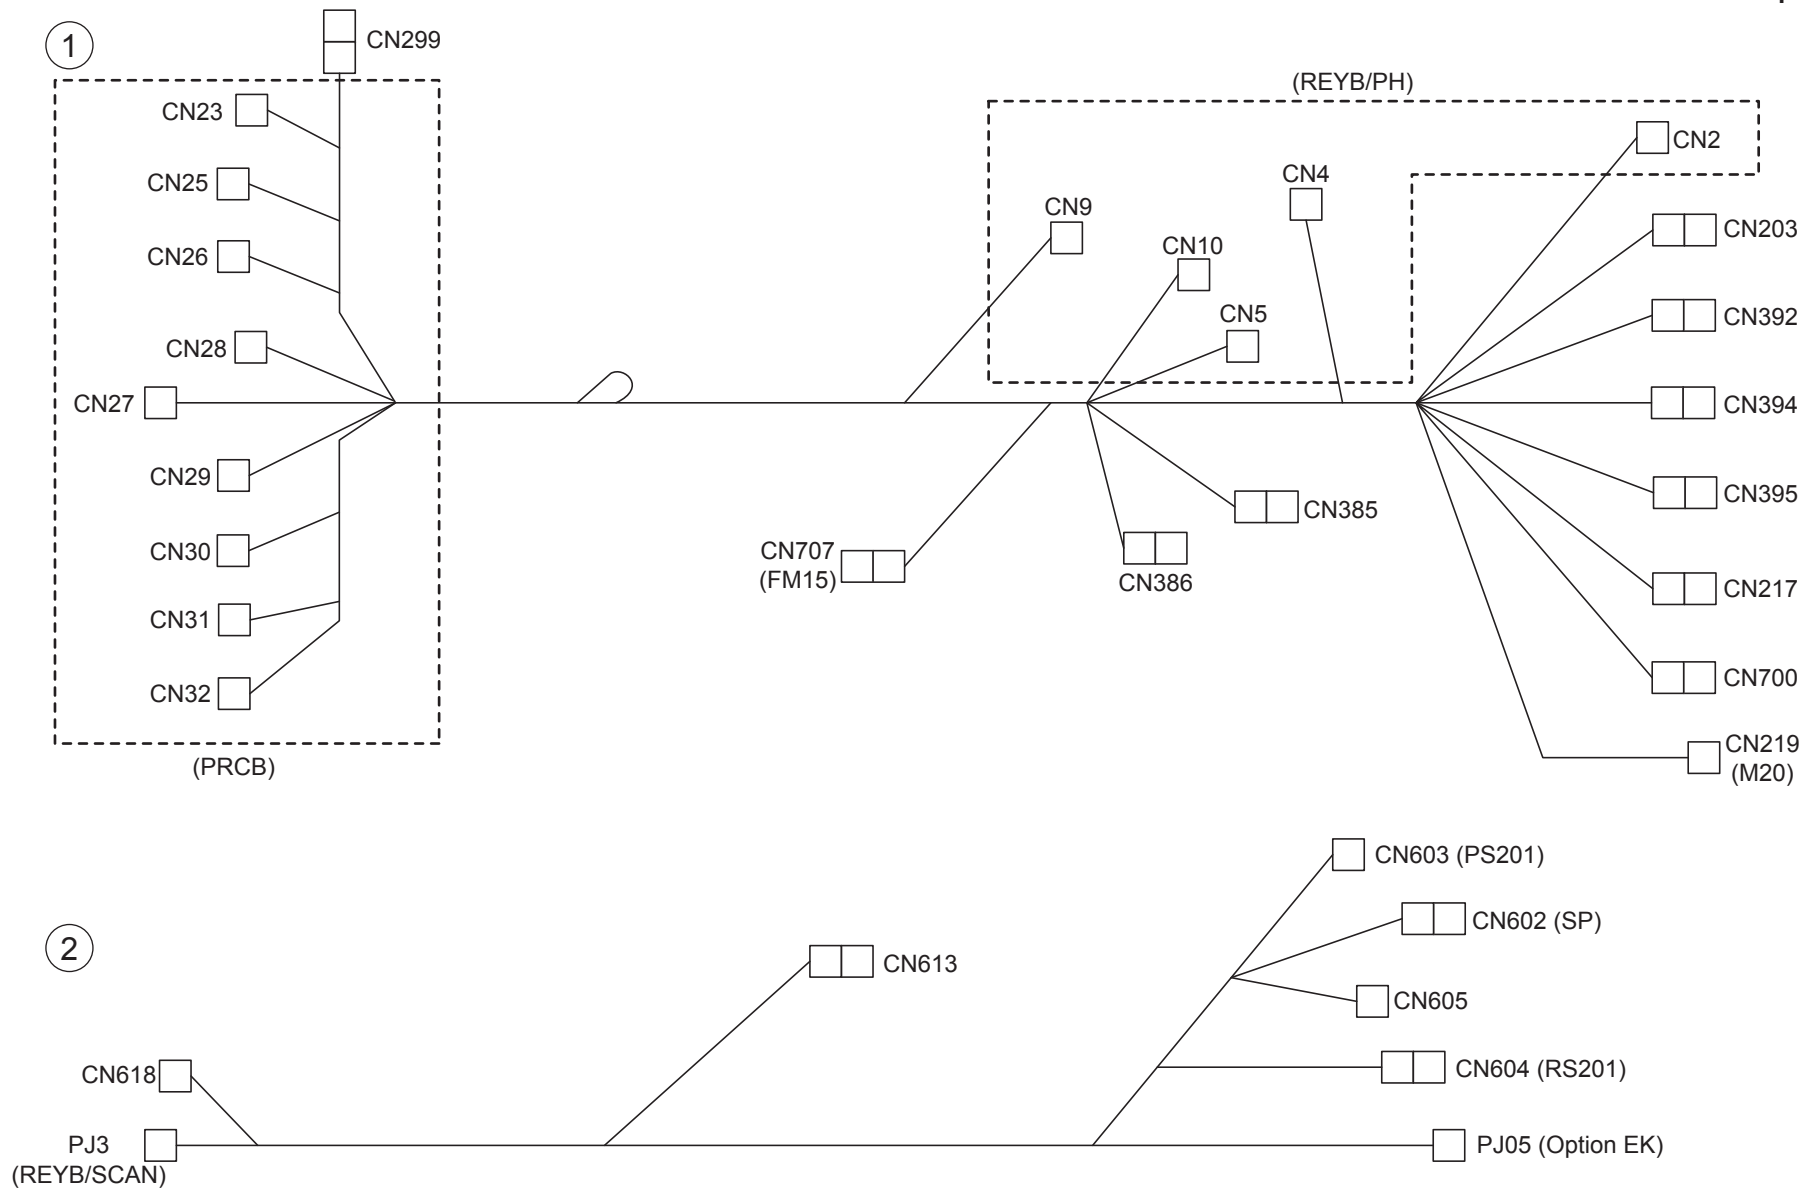 1
CN299
CN23
CN25
CN26
CN28
CN27
CN29
CN30
CN31
CN32
(PRCB)
(REYB/PH)
CN2
CN4
CN9
CN10
CN5
CN203
CN392
CN394
CN395
CN217
CN700
CN219
(M20)
CN385
CN386
CN707
(FM15)
2
CN603 (PS201)
CN602 (SP)
CN605
CN604 (RS201)
CN613
CN618
PJ3
(REYB/SCAN)
PJ05 (Option EK)